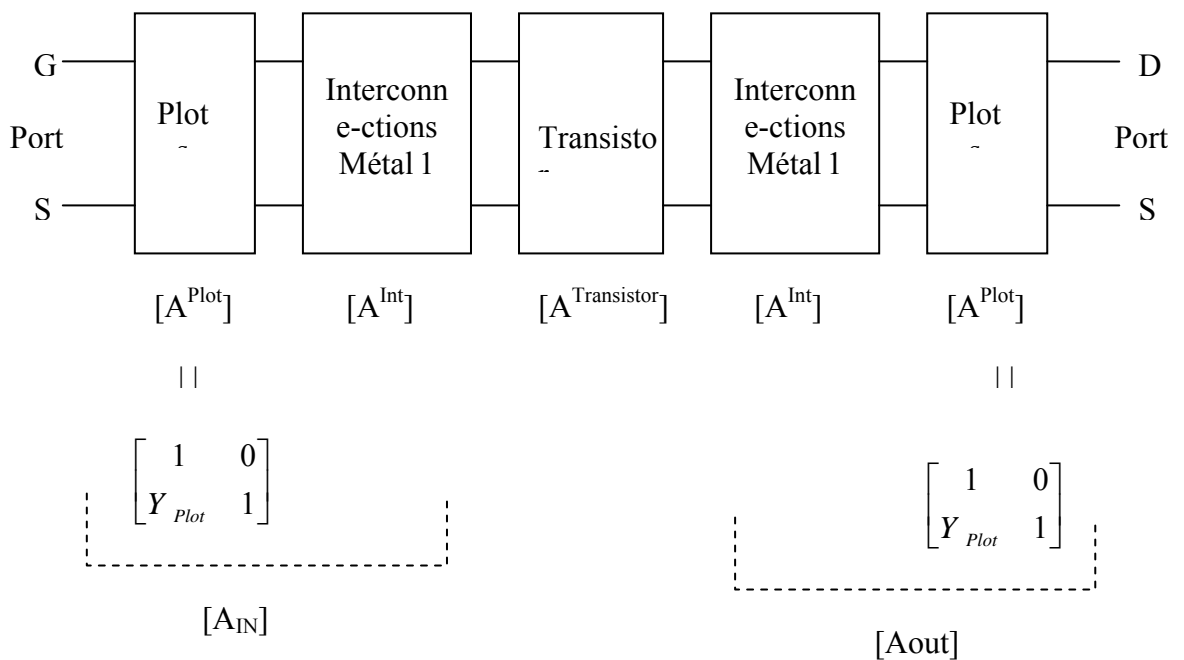 G
Port
S
Plot
Interconn
e-ctions
Métal 1
Transisto
Interconn
e-ctions
Métal 1
Plot
D
Port
S
[A^Plot] [A^Int] [A^Transistor] [A^Int] [A^Plot]
|| ||
[1 0
Y_Plot 1]
[1 0
Y_Plot 1]
[A_IN]
[Aout]